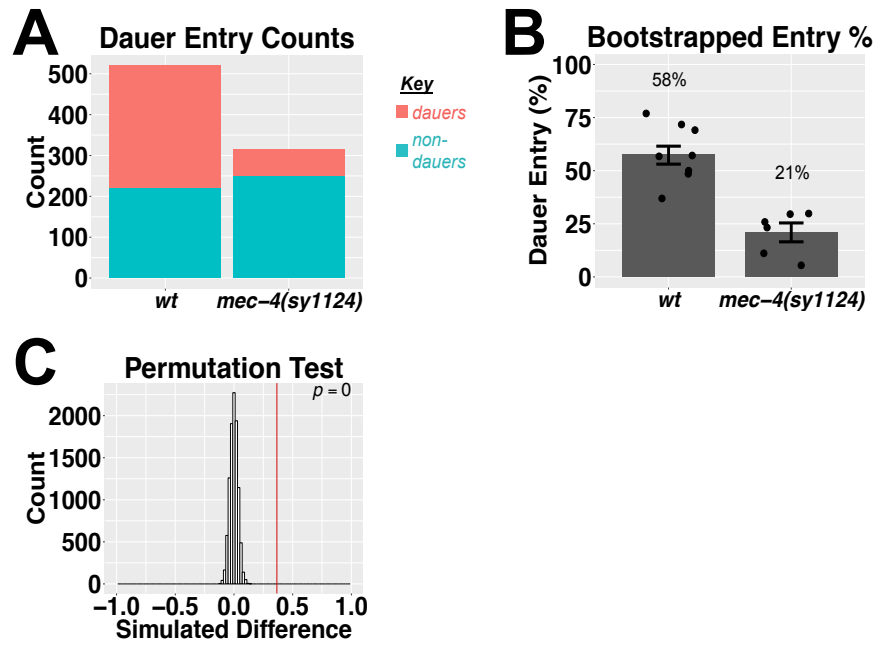 A
Dauer Entry Counts
Count
500
400
300
200
100
0
wt
mec−4(sy1124)
Key
dauers
non-
dauers
B
Bootstrapped Entry %
Dauer Entry (%)
100
75
50
25
0
58%
21%
wt
mec−4(sy1124)
C
Permutation Test
p = 0
Count
2000
1500
1000
500
0
−1.0 −0.5 0.0 0.5 1.0
Simulated Difference